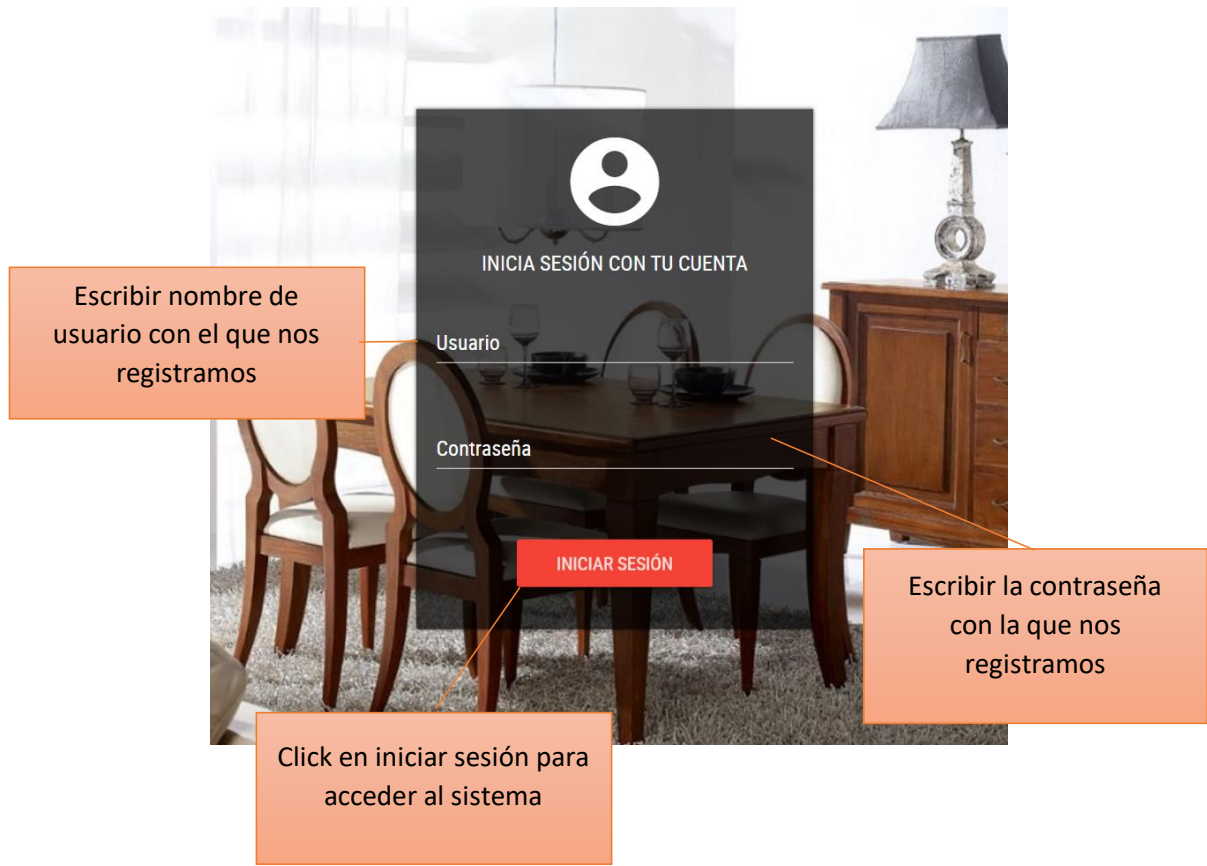 INICIA SESIÓN CON TU CUENTA
Escribir nombre de
usuario con el que nos
registramos
Usuario
Contraseña
INICIAR SESIÓN
Escribir la contraseña
con la que nos
registramos
Click en iniciar sesión para
acceder al sistema